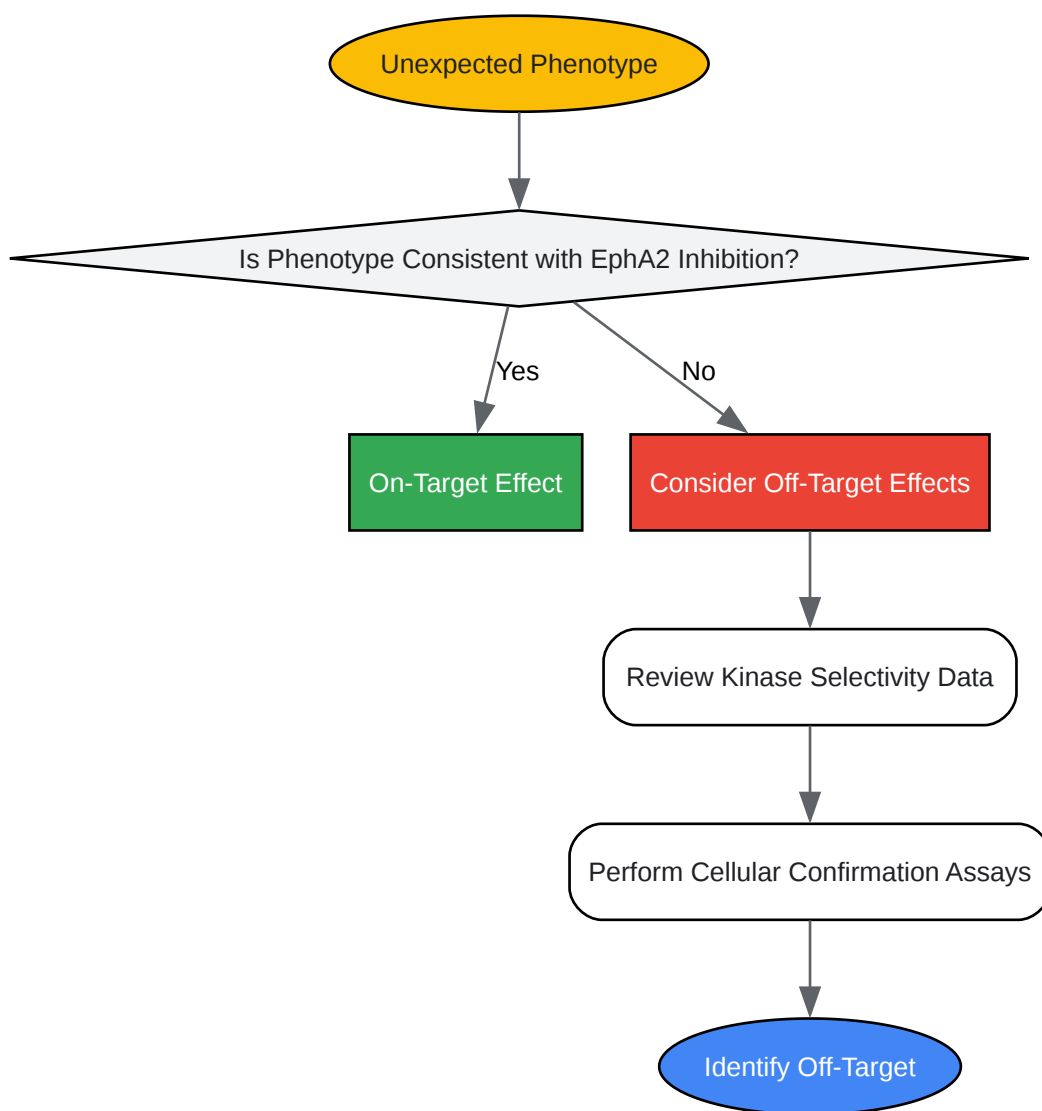 Unexpected Phenotype
Is Phenotype Consistent with EphA2 Inhibition?
Yes
No
On-Target Effect
Consider Off-Target Effects
Review Kinase Selectivity Data
Perform Cellular Confirmation Assays
Identify Off-Target